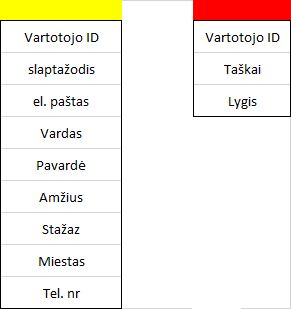 Vartotojo ID
slaptažodis
el. paštas
Vardas
Pavardė
Amžius
Stažaz
Miestas
Tel. nr
Vartotojo ID
Taškai
Lygis